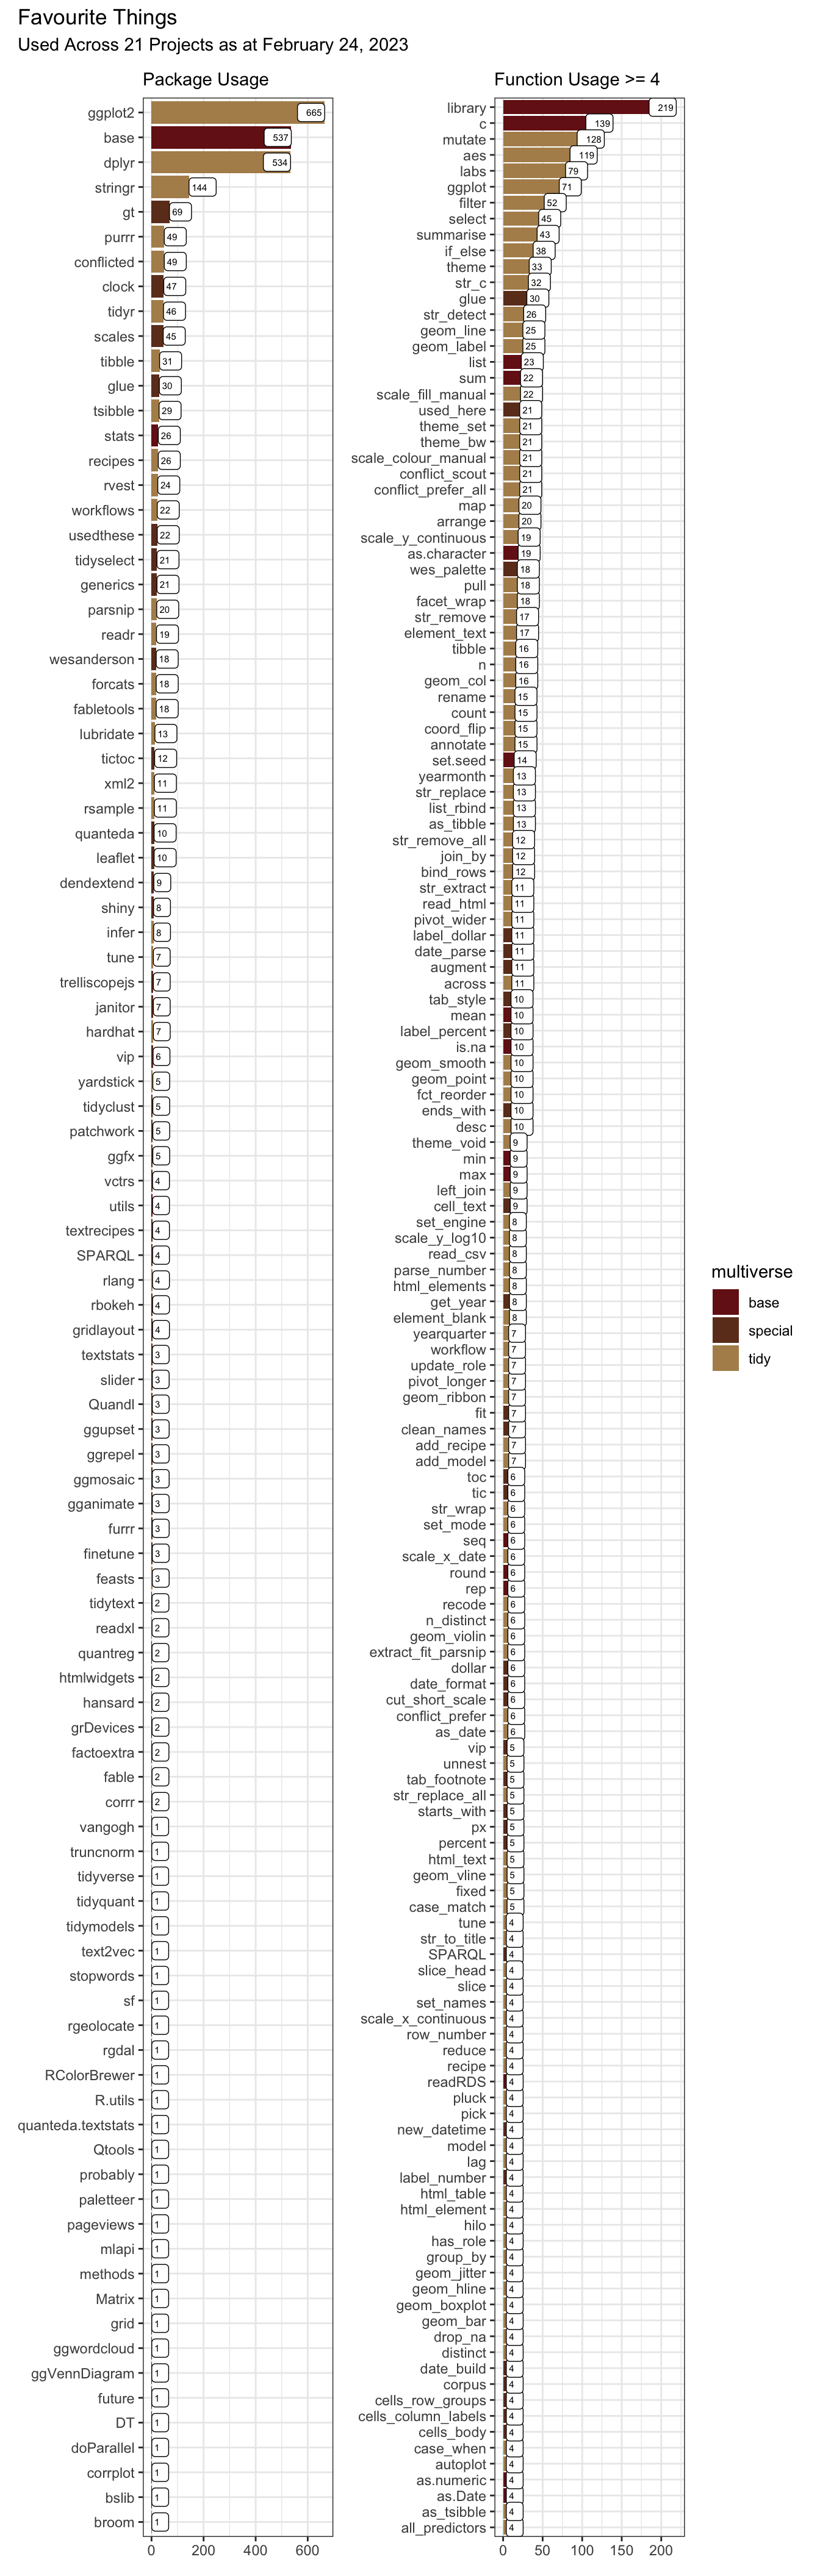 Favourite Things
Used Across 21 Projects as at February 24, 2023
Package Usage
ggplot2 665
base 537
dplyr 534
stringr 144
gt 69
purrr 49
conflicted 49
clock 47
tidyr 46
scales 45
tibble 31
glue 30
tsibble 29
stats 26
recipes 26
rvest 24
workflows 22
usedthese 22
tidyselect 21
generics 21
parsnip 20
readr 19
wesanderson 18
forcats 18
fabletools 18
lubridate 13
tictoc 12
xml2 11
rsample 11
quanteda 10
leaflet 10
dendextend 9
shiny 8
infer 8
tune 7
trelliscopejs 7
janitor 7
hardhat 7
vip 6
yardstick 5
tidyclust 5
patchwork 5
ggfx 5
vctrs 4
utils 4
textrecipes 4
SPARQL 4
rlang 4
rbokeh 4
gridlayout 4
textstats 3
slider 3
Quandl 3
ggupset 3
ggrepel 3
ggmosaic 3
gganimate 3
furrr 3
finetune 3
feasts 3
tidytext 2
readxl 2
quantreg 2
htmlwidgets 2
hansard 2
grDevices 2
factoextra 2
fable 2
corrr 2
vangogh 1
truncnorm 1
tidyverse 1
tidyquant 1
tidymodels 1
text2vec 1
stopwords 1
sf 1
rgeolocate 1
rgdal 1
RColorBrewer 1
R.utils 1
quanteda.textstats 1
Qtools 1
probably 1
paletteer 1
pageviews 1
mlapi 1
methods 1
Matrix 1
grid 1
ggwordcloud 1
ggVennDiagram 1
future 1
DT 1
doParallel 1
corrplot 1
bslib 1
broom 1
0 200 400 600
Function Usage >= 4
library 219
c 139
mutate 128
aes 119
labs 79
ggplot 71
filter 52
select 45
summarise 43
if_else 38
theme 33
str_c 32
glue 30
str_detect 26
geom_line 25
geom_label 25
list 23
sum 22
scale_fill_manual 22
used_here 21
theme_set 21
theme_bw 21
scale_colour_manual 21
conflict_scout 21
conflict_prefer_all 21
map 20
arrange 20
scale_y_continuous 19
as.character 19
wes_palette 18
pull 18
facet_wrap 18
str_remove 17
element_text 17
tibble 16
n 16
geom_col 16
rename 15
count 15
coord_flip 15
annotate 15
set.seed 14
yearmonth 13
str_replace 13
list_rbind 13
as_tibble 13
str_remove_all 12
join_by 12
bind_rows 12
str_extract 11
read_html 11
pivot_wider 11
label_dollar 11
date_parse 11
augment 11
across 11
tab_style 10
mean 10
label_percent 10
is.na 10
geom_smooth 10
geom_point 10
fct_reorder 10
ends_with 10
desc 10
theme_void 9
min 9
max 9
left_join 9
cell_text 9
set_engine 8
scale_y_log10 8
read_csv 8
parse_number 8
html_elements 8
get_year 8
element_blank 8
yearquarter 7
workflow 7
update_role 7
pivot_longer 7
geom_ribbon 7
fit 7
clean_names 7
add_recipe 7
add_model 7
toc 6
tic 6
str_wrap 6
set_mode 6
seq 6
scale_x_date 6
round 6
rep 6
recode 6
n_distinct 6
geom_violin 6
extract_fit_parsnip 6
dollar 6
date_format 6
cut_short_scale 6
conflict_prefer 6
as_date 6
vip 5
unnest 5
tab_footnote 5
str_replace_all 5
starts_with 5
px 5
percent 5
html_text 5
geom_vline 5
fixed 5
case_match 5
tune 4
str_to_title 4
SPARQL 4
slice_head 4
slice 4
set_names 4
scale_x_continuous 4
row_number 4
reduce 4
recipe 4
readRDS 4
pluck 4
pick 4
new_datetime 4
model 4
lag 4
label_number 4
html_table 4
html_element 4
hilo 4
has_role 4
group_by 4
geom_jitter 4
geom_hline 4
geom_boxplot 4
geom_bar 4
drop_na 4
distinct 4
date_build 4
corpus 4
cells_row_groups 4
cells_column_labels 4
cells_body 4
case_when 4
autoplot 4
as.numeric 4
as.Date 4
as_tsibble 4
all_predictors 4
0 50 100 150 200
multiverse
base
special
tidy